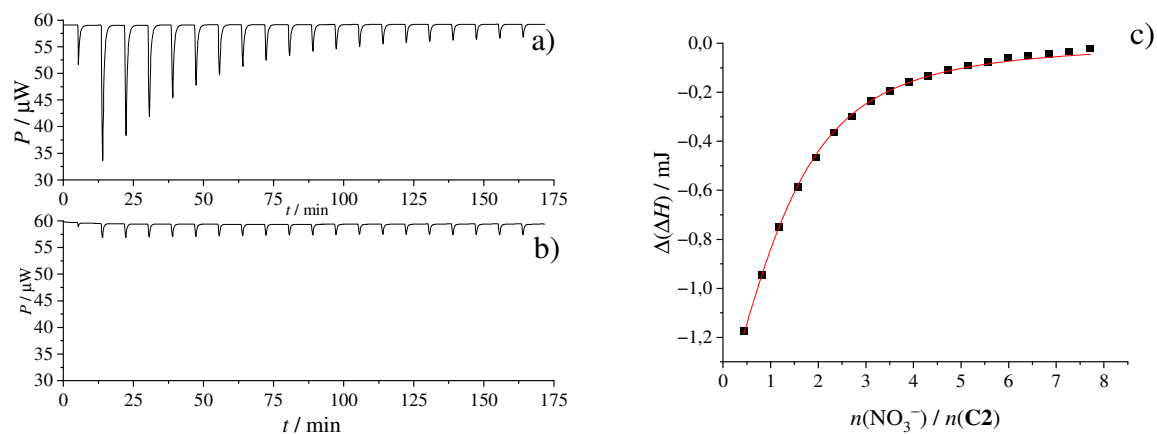 60
55
50
45
40
35
30
P / μW
a)
0 25 50 75 100 125 150 175
t / min
60
55
50
45
40
35
30
P / μW
b)
0 25 50 75 100 125 150 175
t / min
0,0
−0,2
−0,4
−0,6
−0,8
−1,0
−1,2
Δ(ΔH) / mJ
c)
0 1 2 3 4 5 6 7 8
n(NO₃⁻) / n(C2)